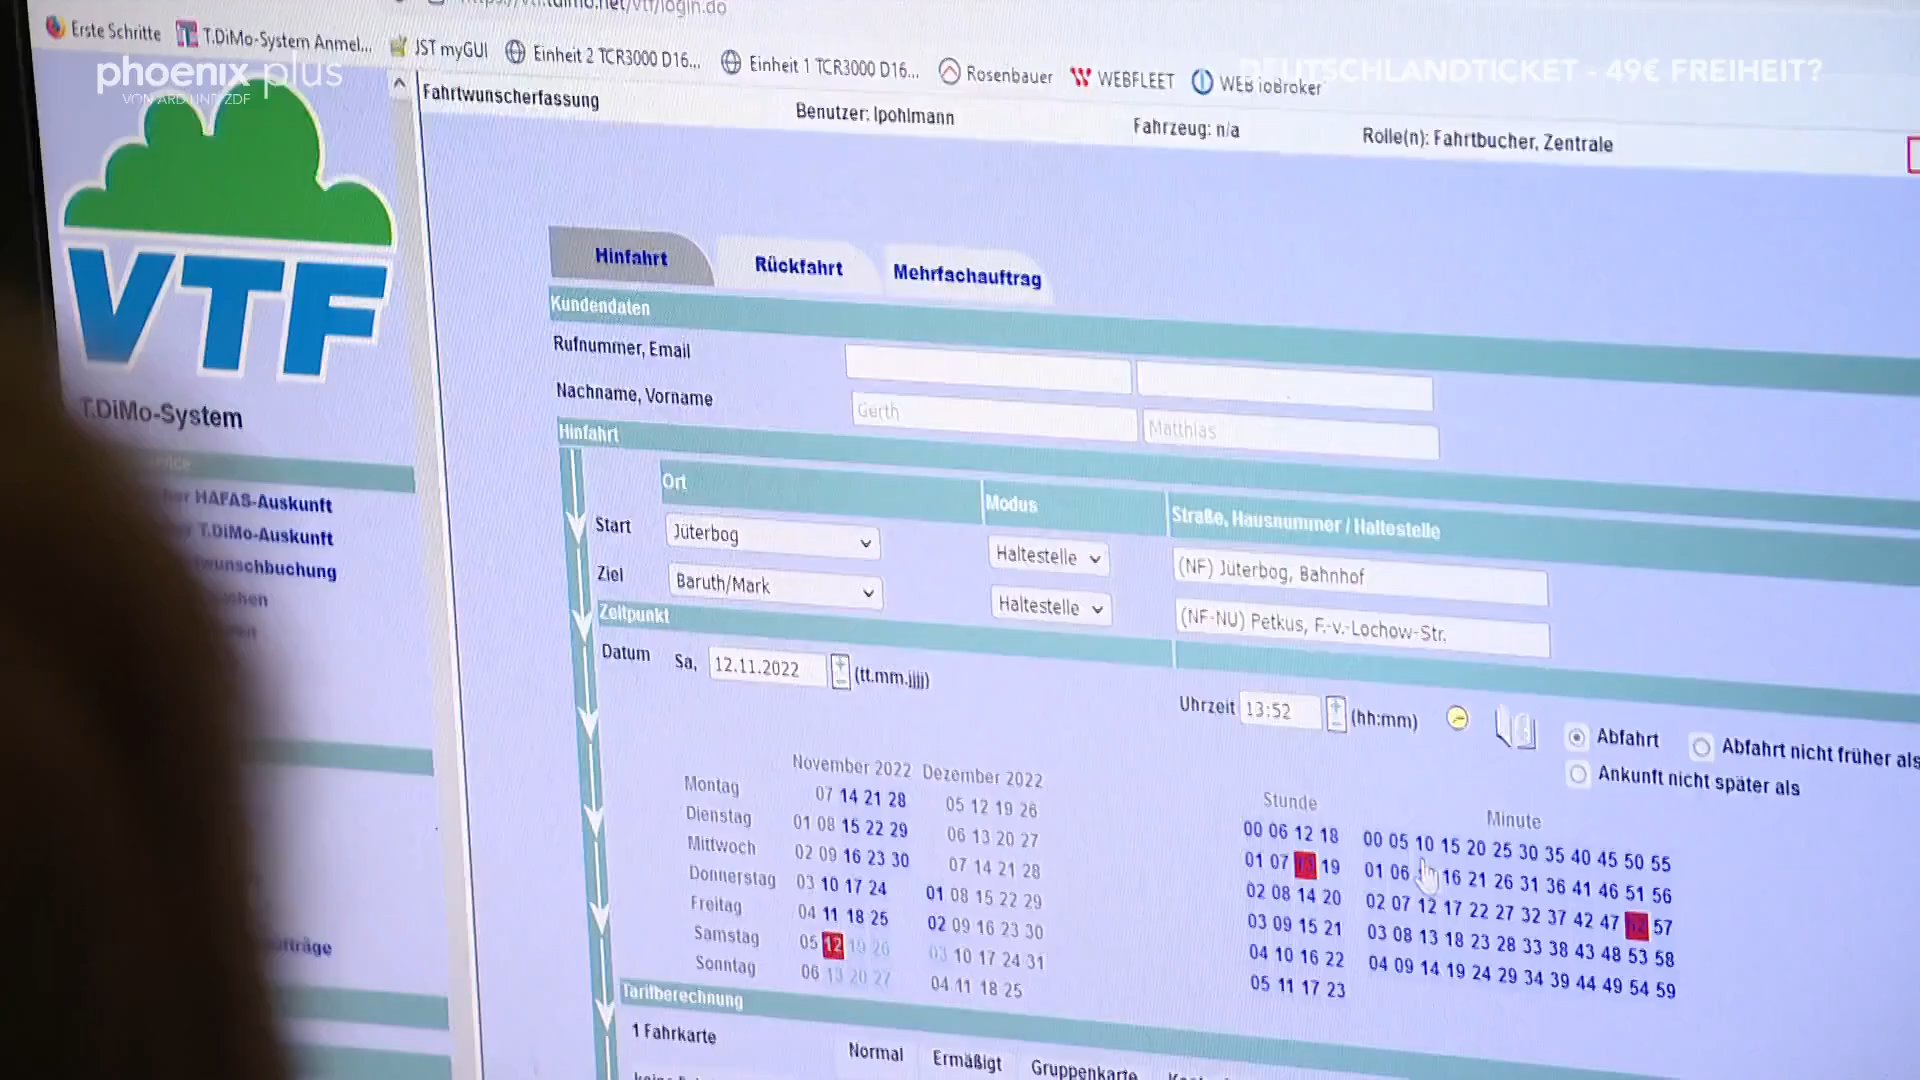 phoenix plus
VON ARD UND ZDF
DEUTSCHLANDTICKET - 49€ FREIHEIT?
Erste Schritte T.DiMo-System Anmel... JST myGUI Einheit 2 TCR3000 D16... Einheit 1 TCR3000 D16... Rosenbauer WEBFLEET WEB ioBroker
Fahrtwunscherfassung Benutzer: lpohlmann Fahrzeug: n/a Rolle(n): Fahrtbucher, Zentrale
VTF
T.DiMo-System
HAFAS-Auskunft
T.DiMo-Auskunft
wunschbuchung
Hinfahrt Rückfahrt Mehrfachauftrag
Kundendaten
Rufnummer, Email
Nachname, Vorname Gerth Matthias
Hinfahrt
Ort Modus Straße, Hausnummer / Haltestelle
Start Jüterbog Haltestelle (NF) Jüterbog, Bahnhof
Ziel Baruth/Mark Haltestelle (NF-NU) Petkus, F.-v.-Lochow-Str.
Zeitpunkt
Datum Sa, 12.11.2022 (tt.mm.jjjj)
Uhrzeit 13:52 (hh:mm) Abfahrt Abfahrt nicht früher als
Ankunft nicht später als
November 2022 Dezember 2022 Stunde Minute
Montag 07 14 21 28 05 12 19 26 00 06 12 18 00 05 10 15 20 25 30 35 40 45 50 55
Dienstag 01 08 15 22 29 06 13 20 27 01 07 13 19 01 06 16 21 26 31 36 41 46 51 56
Mittwoch 02 09 16 23 30 07 14 21 28 02 08 14 20 02 07 12 17 22 27 32 37 42 47 52 57
Donnerstag 03 10 17 24 01 08 15 22 29 03 09 15 21 03 08 13 18 23 28 33 38 43 48 53 58
Freitag 04 11 18 25 02 09 16 23 30 04 10 16 22 04 09 14 19 24 29 34 39 44 49 54 59
Samstag 05 12 19 26 03 10 17 24 31 05 11 17 23
Sonntag 06 13 20 27 04 11 18 25
Tarifberechnung
1 Fahrkarte Normal Ermäßigt Gruppenkarte